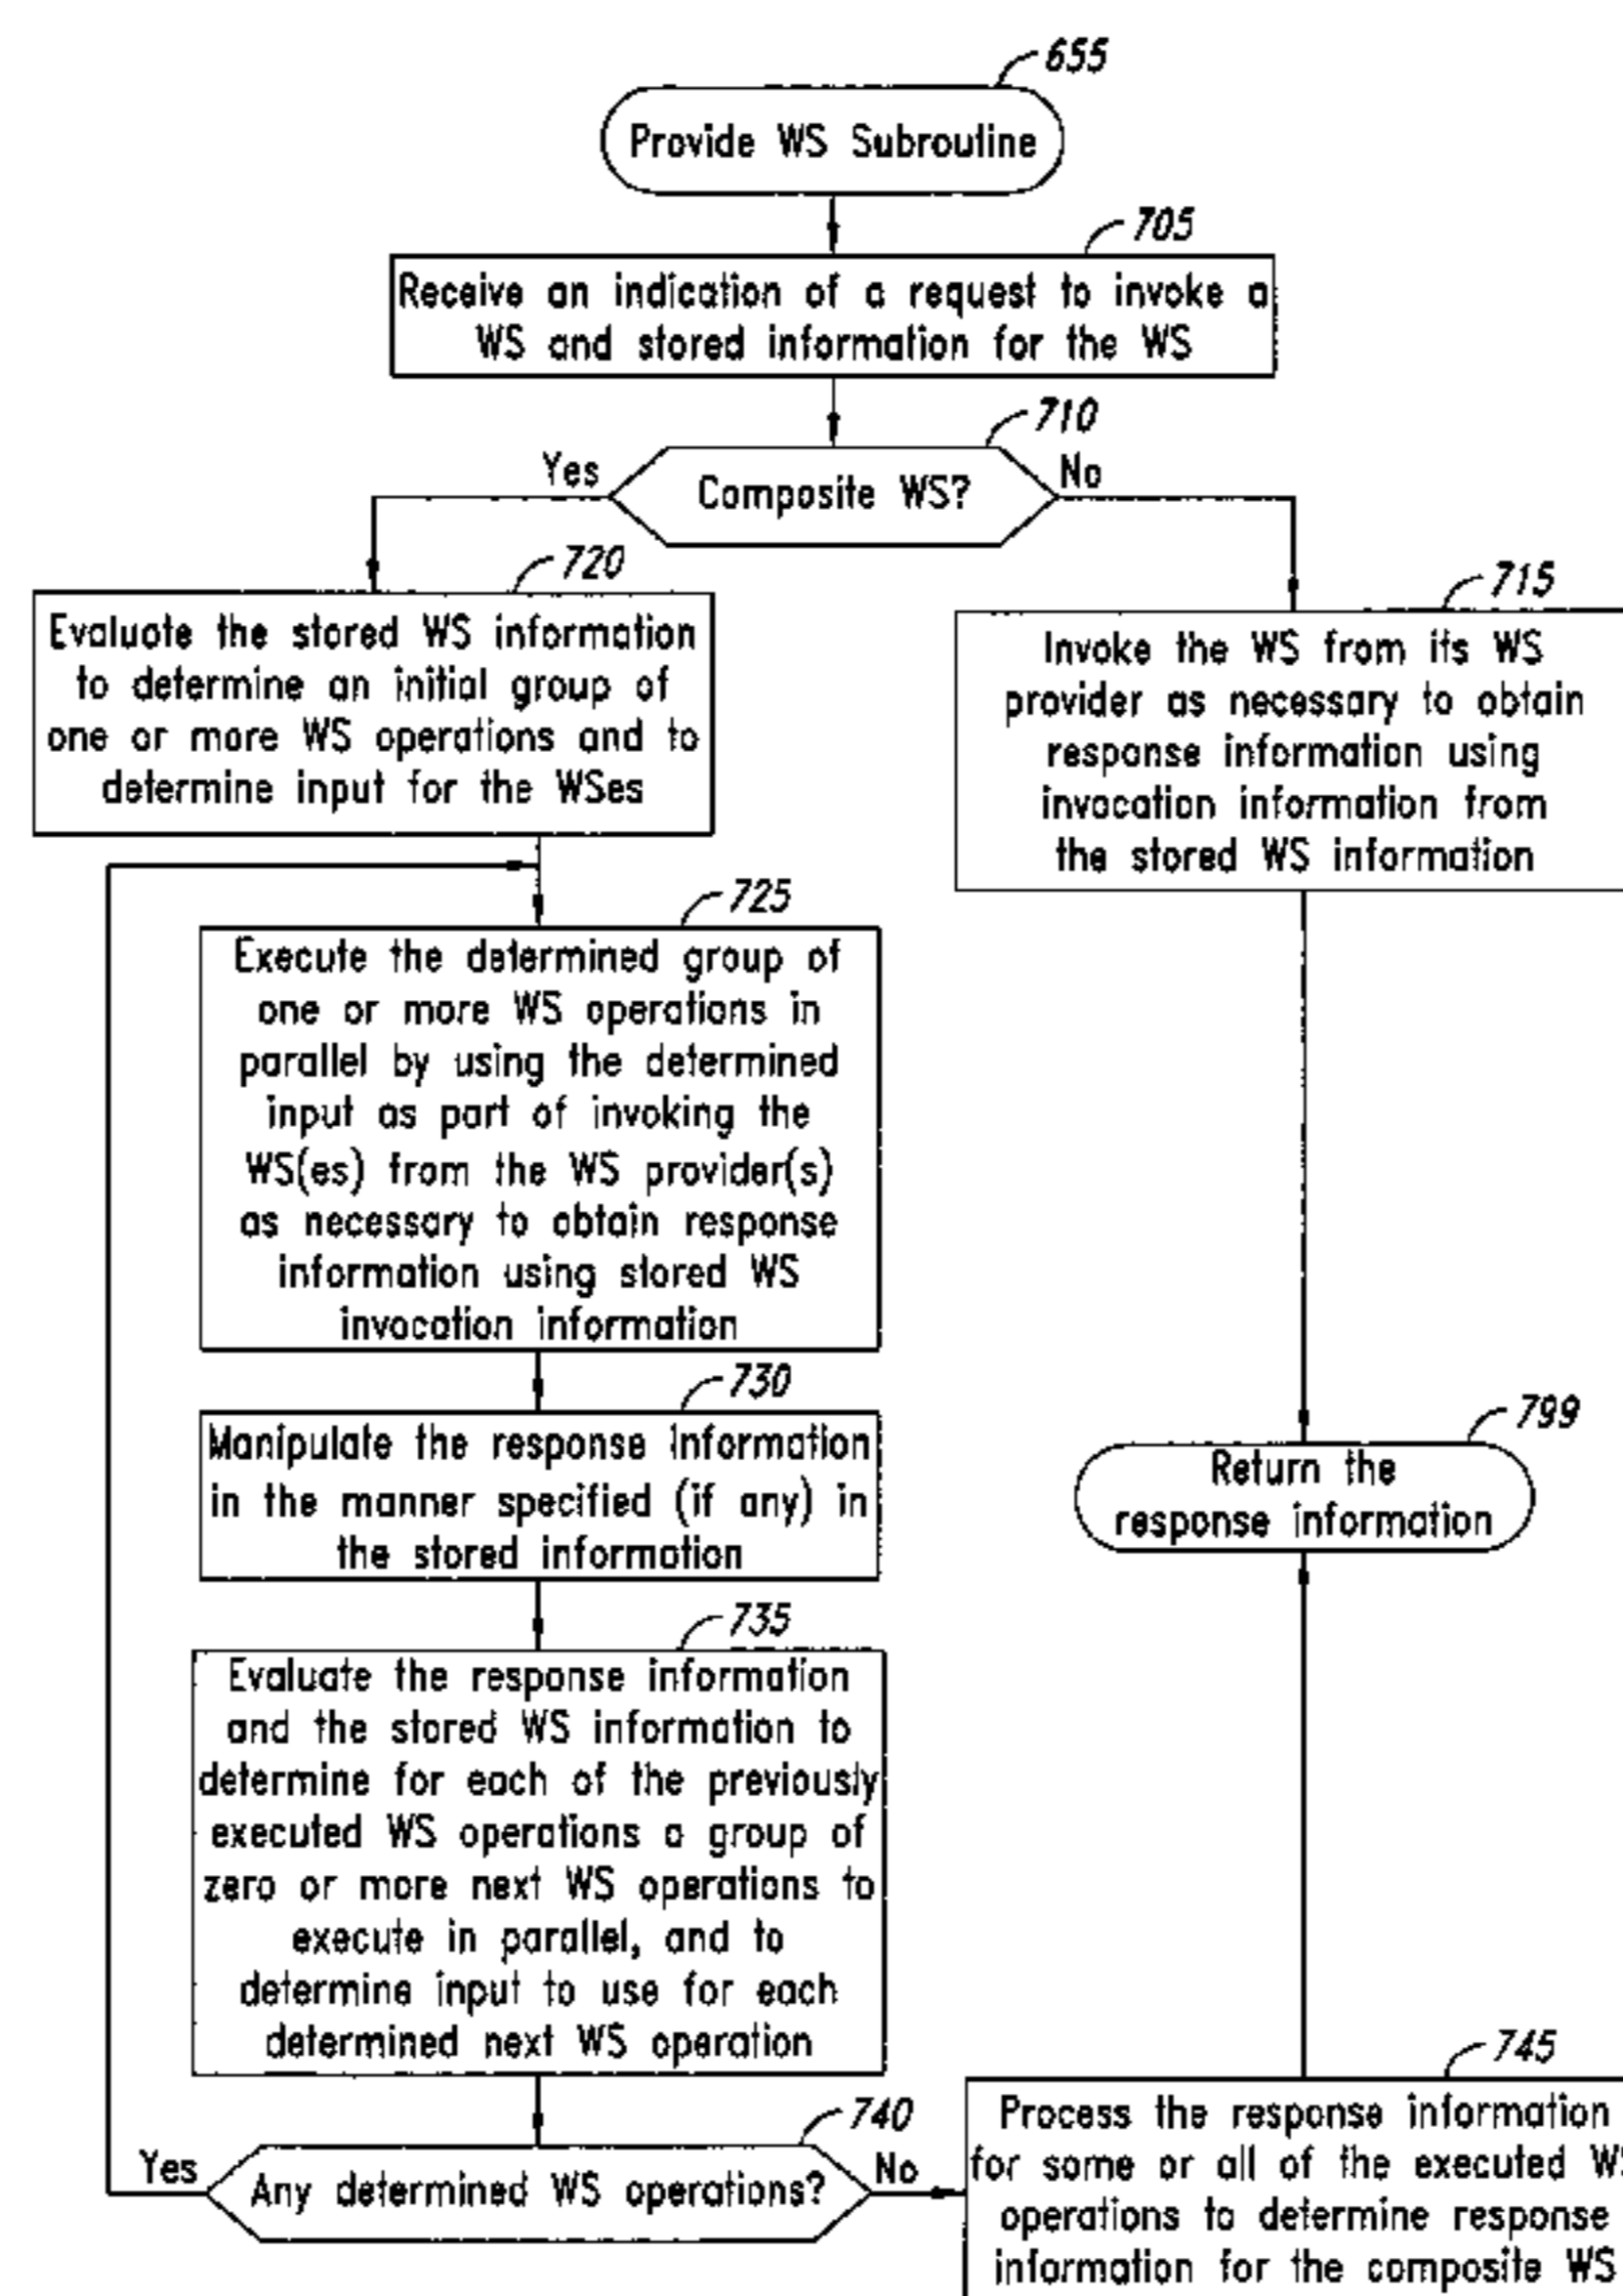 655
Provide WS Subroutine
705
Receive an indication of a request to invoke a
WS and stored information for the WS
710
Yes
Composite WS?
No
720
Evaluate the stored WS information
to determine an initial group of
one or more WS operations and to
determine input for the WSes
715
Invoke the WS from its WS
provider as necessary to obtain
response information using
invocation information from
the stored WS information
725
Execute the determined group of
one or more WS operations in
parallel by using the determined
input as part of invoking the
WS(es) from the WS provider(s)
as necessary to obtain response
information using stored WS
invocation information
730
Manipulate the response information
in the manner specified (if any) in
the stored information
799
Return the
response information
735
Evaluate the response information
and the stored WS information to
determine for each of the previously
executed WS operations a group of
zero or more next WS operations to
execute in parallel, and to
determine input to use for each
determined next WS operation
740
Yes
Any determined WS operations?
No
745
Process the response information
for some or all of the executed WS
operations to determine response
information for the composite WS